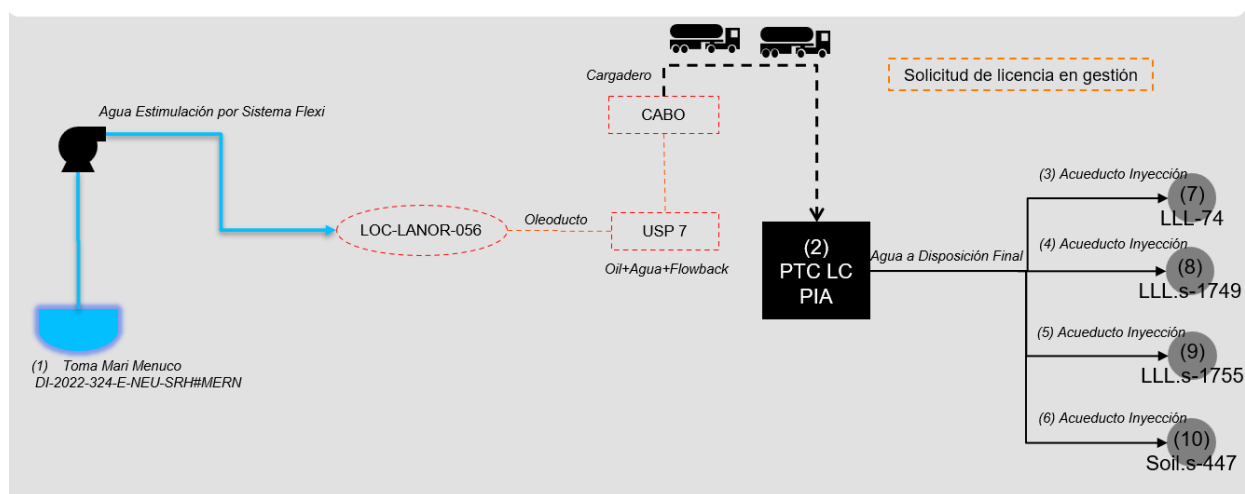 Cargadero
Solicitud de licencia en gestión
Agua Estimulación por Sistema Flexi
CABO
LOC-LANOR-056
Oleoducto
USP 7
Oil+Agua+Flowback
(2)
PTC LC
PIA
Agua a Disposición Final
(3) Acueducto Inyección
(7)
LLL-74
(4) Acueducto Inyección
(8)
LLL.s-1749
(5) Acueducto Inyección
(9)
LLL.s-1755
(6) Acueducto Inyección
(10)
Soil.s-447
(1) Toma Mari Menuco
DI-2022-324-E-NEU-SRH#MERN